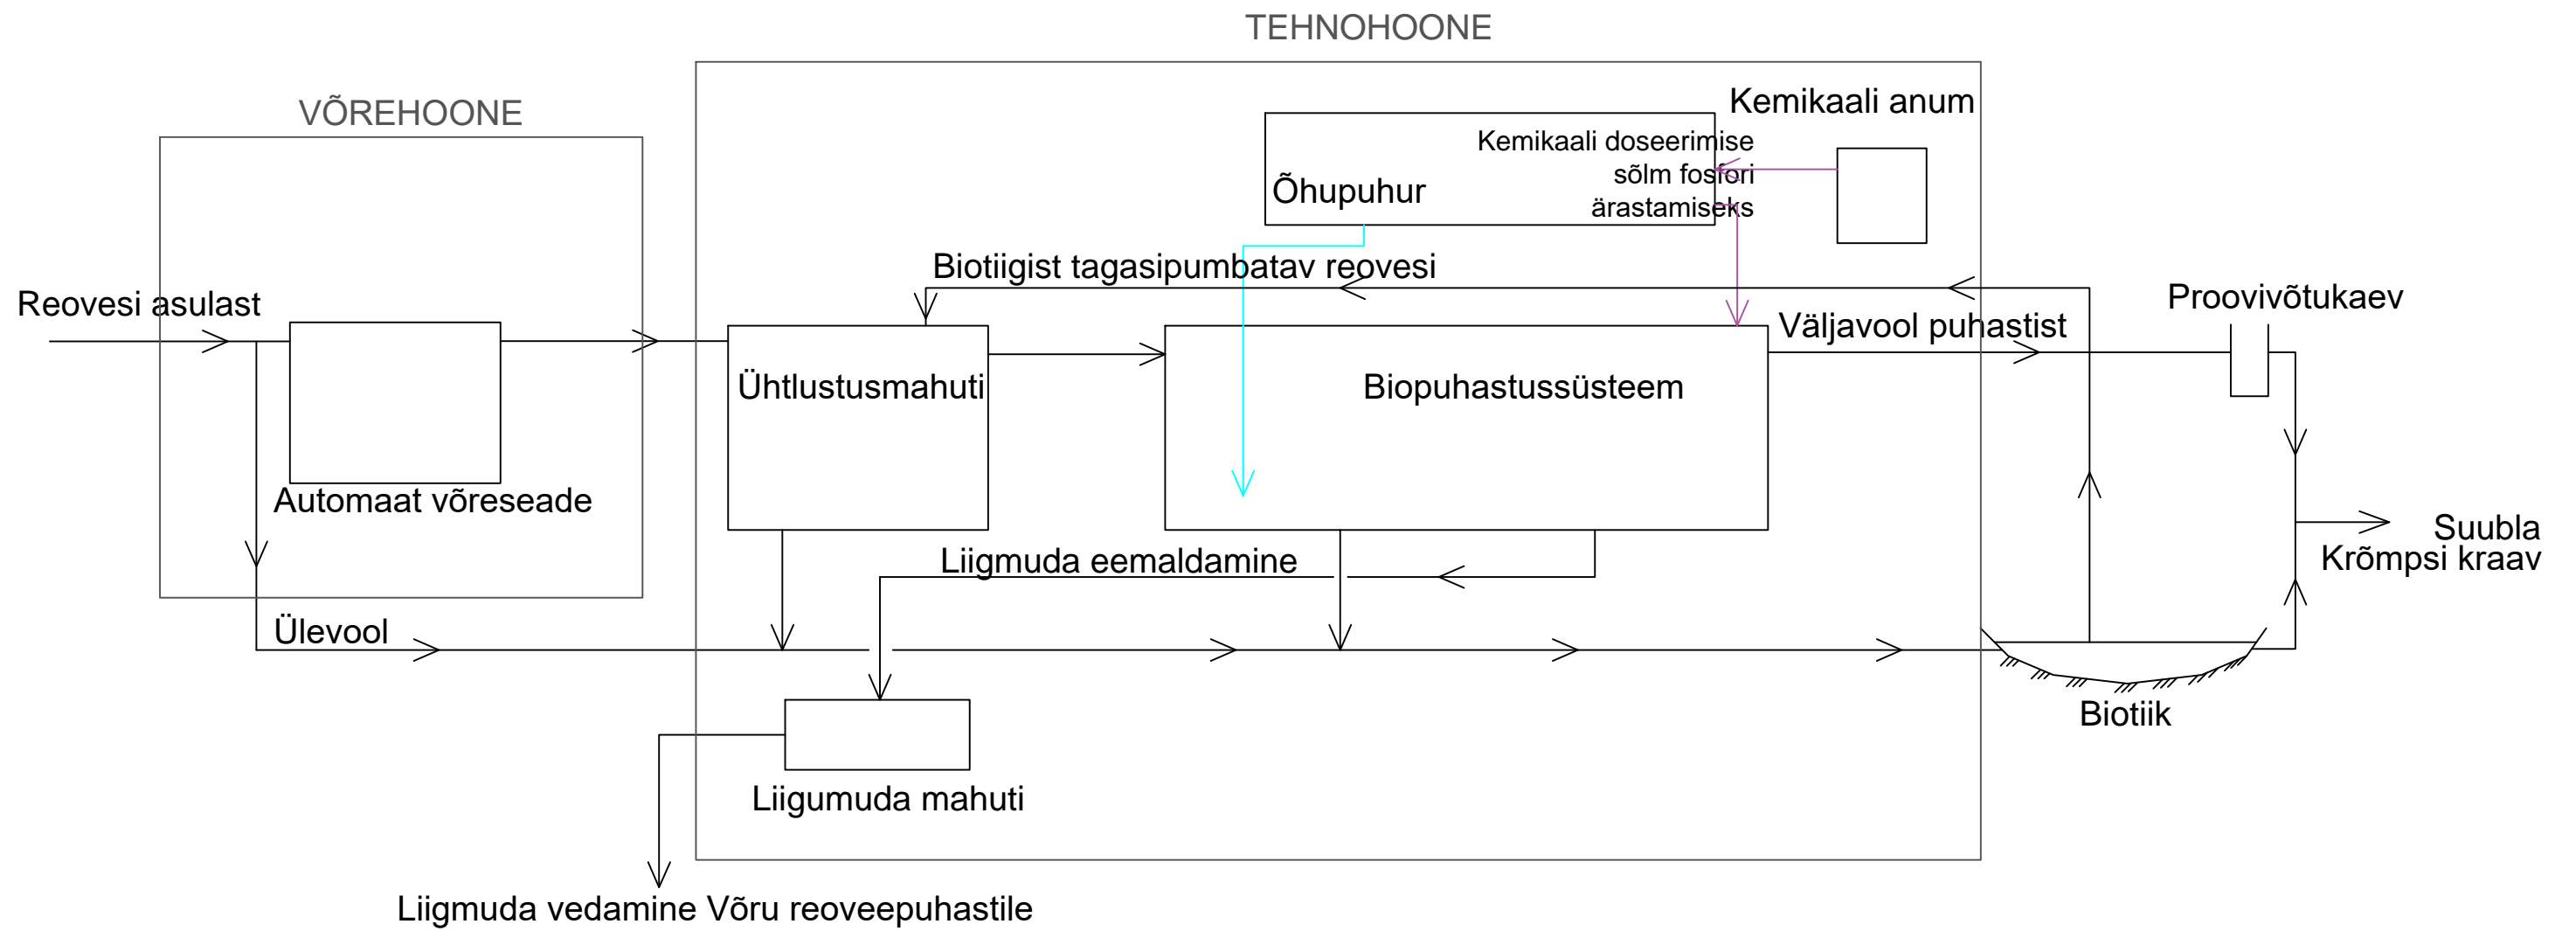 TEHNOHOONE
VÕREHOONE
Kemikaali anum
Kemikaali doseerimise
sõlm fosfori
ärastamiseks
Õhupuhur
Biotiigist tagasipumbatav reovesi
Reovesi asulast
Proovivõtukaev
Väljavool puhastist
Ühtlustusmahuti
Biopuhastussüsteem
Automaat võreseade
Suubla
Krõmpsi kraav
Liigmuda eemaldamine
Ülevool
Biotiik
Liigumuda mahuti
Liigmuda vedamine Võru reoveepuhastile